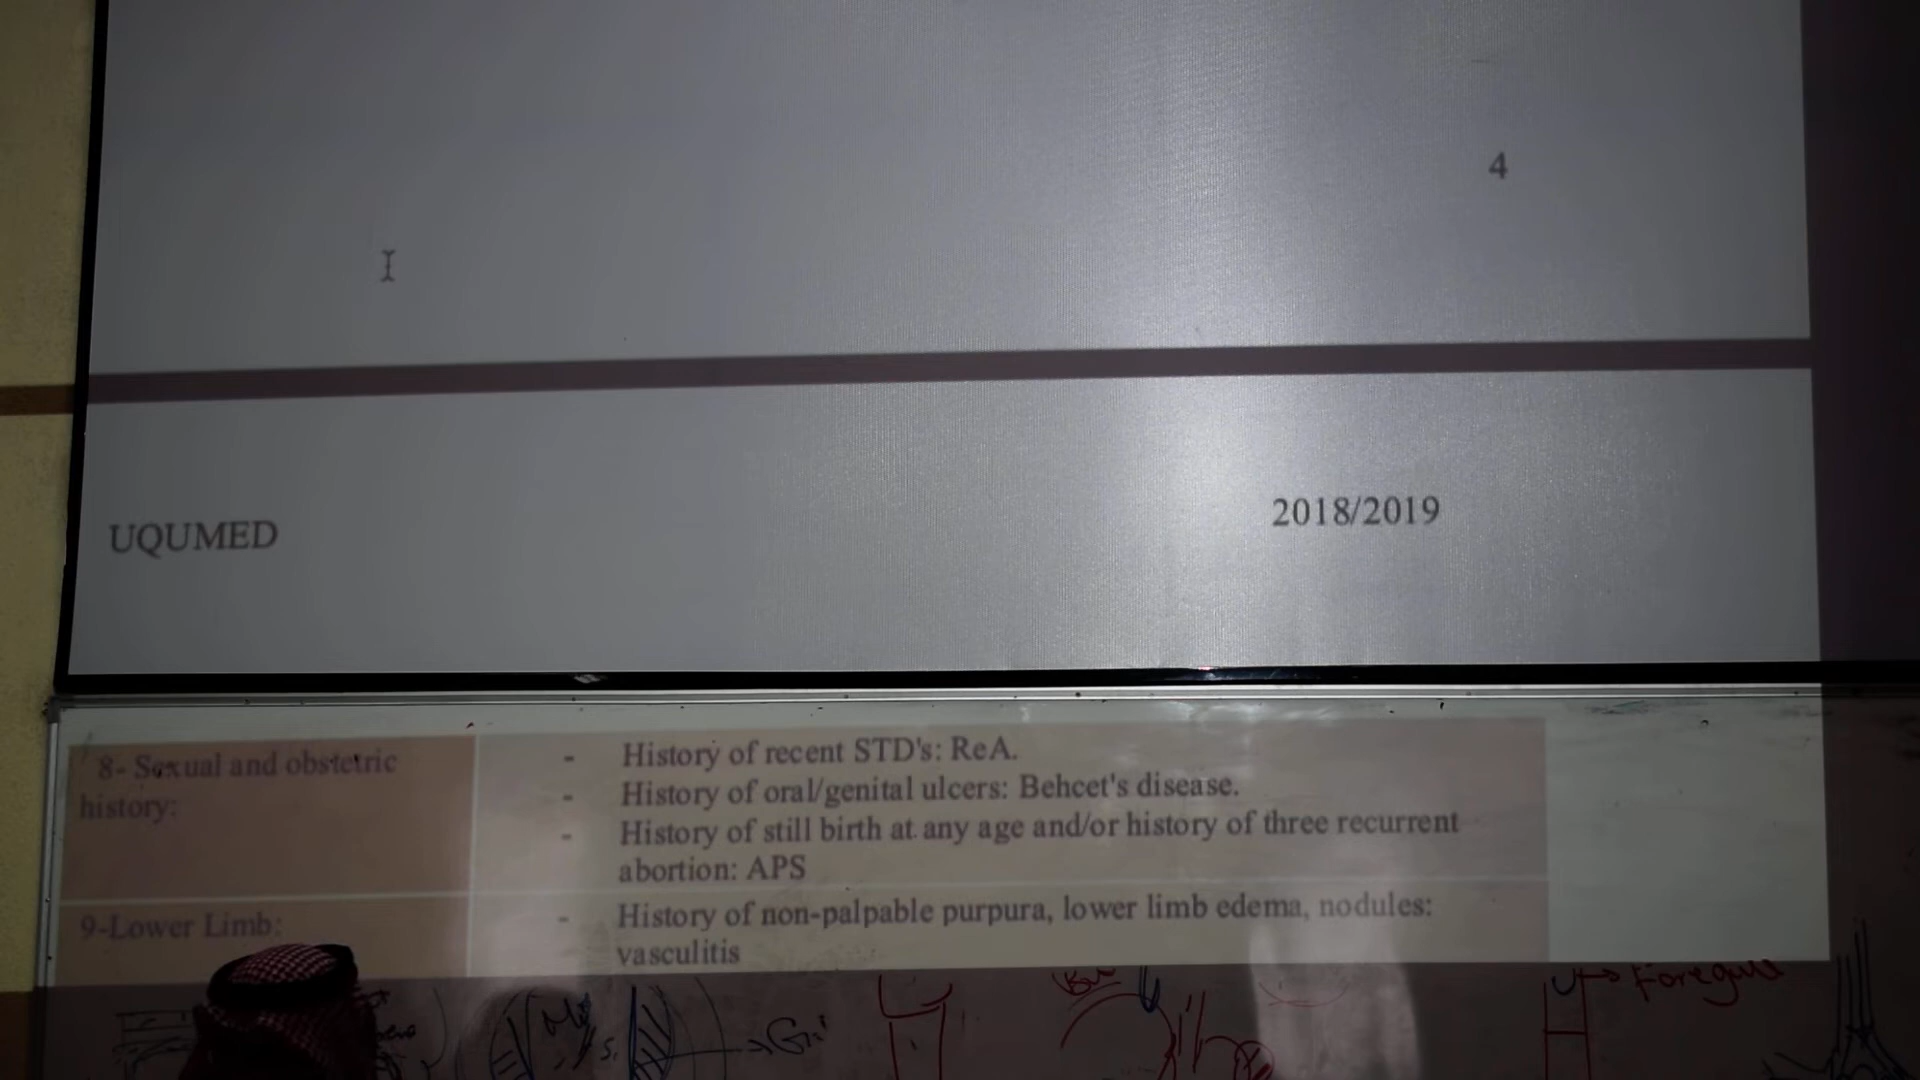 4
UQUMED
2018/2019
8- Sexual and obstetric
history:
- History of recent STD's: ReA.
- History of oral/genital ulcers: Behcet's disease.
- History of still birth at any age and/or history of three recurrent
abortion: APS
9-Lower Limb:
- History of non-palpable purpura, lower limb edema, nodules:
vasculitis